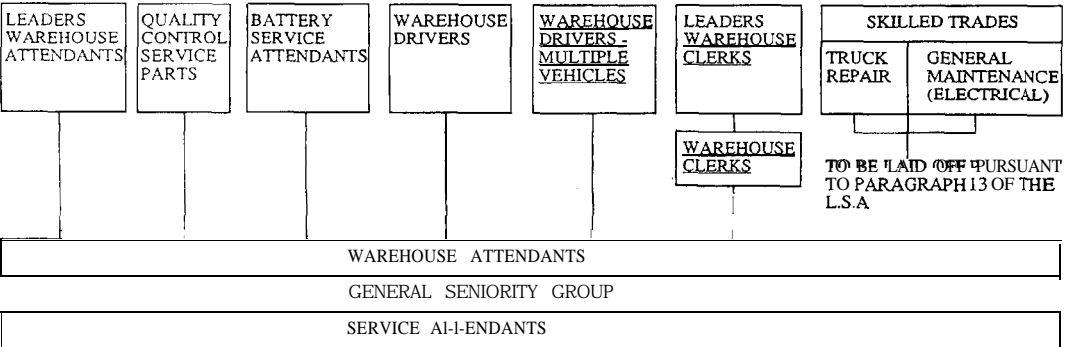 LEADERS
WAREHOUSE
ATTENDANTS
QUALITY
CONTROL
SERVICE
PARTS
BATTERY
SERVICE
ATTENDANTS
WAREHOUSE
DRIVERS
WAREHOUSE
DRIVERS -
MULTIPLE
VEHICLES
LEADERS
WAREHOUSE
CLERKS
WAREHOUSE
CLERKS
SKILLED TRADES
TRUCK
REPAIR
GENERAL
MAINTENANCE
(ELECTRICAL)
TO BE "LAID OFF" PURSUANT
TO PARAGRAPH 13 OF THE
L.S.A
WAREHOUSE ATTENDANTS
GENERAL SENIORITY GROUP
SERVICE Al-l-ENDANTS